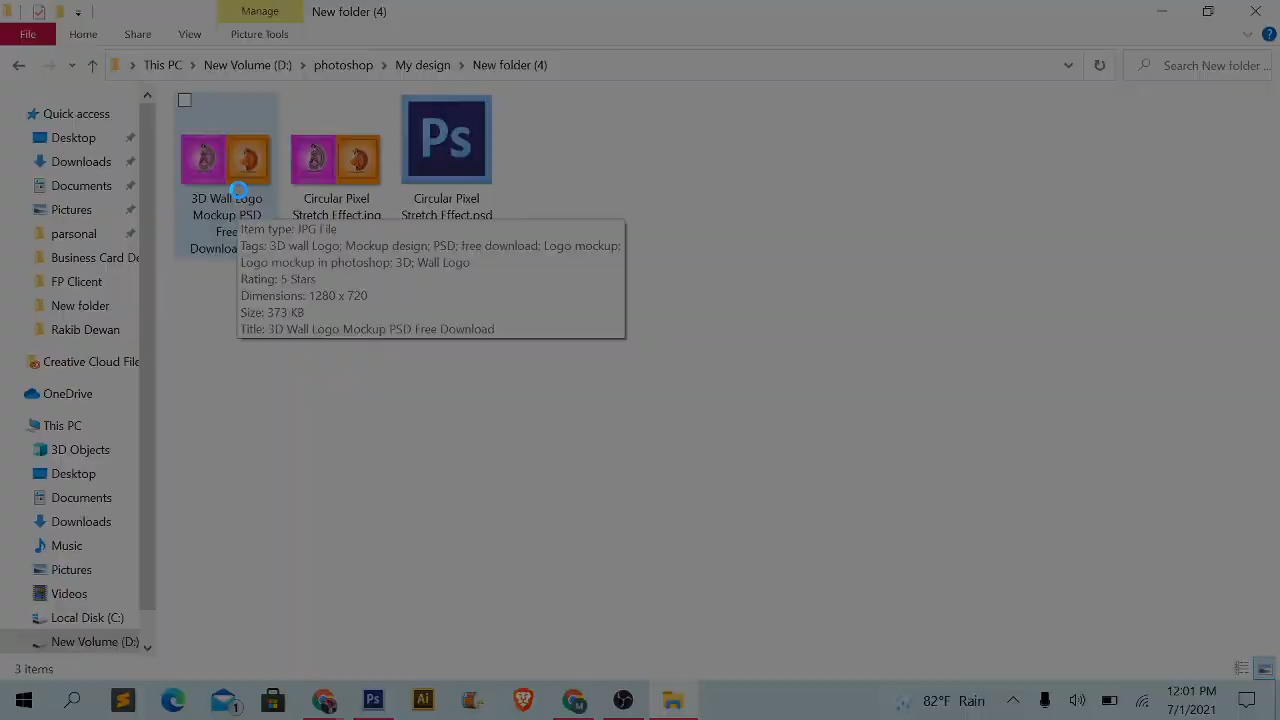 Manage
New folder (4)
File
Home
Share
View
Picture Tools
This PC
New Volume (D:)
photoshop
My design
New folder (4)
Search New folder ...
Quick access
Desktop
Downloads
Documents
Pictures
parsonal
Business Card De
FP Clicent
New folder
Rakib Dewan
Creative Cloud File
OneDrive
This PC
3D Objects
Desktop
Documents
Downloads
Music
Pictures
Videos
Local Disk (C:)
New Volume (D:)
Ps
3D Wall Logo
Mockup PSD
Free
Downloa
Circular Pixel
Stretch Effect.jpg
Circular Pixel
Stretch Effect.psd
Item type: JPG File
Tags: 3D wall Logo; Mockup design; PSD; free download; Logo mockup;
Logo mockup in photoshop; 3D; Wall Logo
Rating: 5 Stars
Dimensions: 1280 x 720
Size: 373 KB
Title: 3D Wall Logo Mockup PSD Free Download
3 items
1
Ps
Ai
M
82°F Rain
12:01 PM
7/1/2021